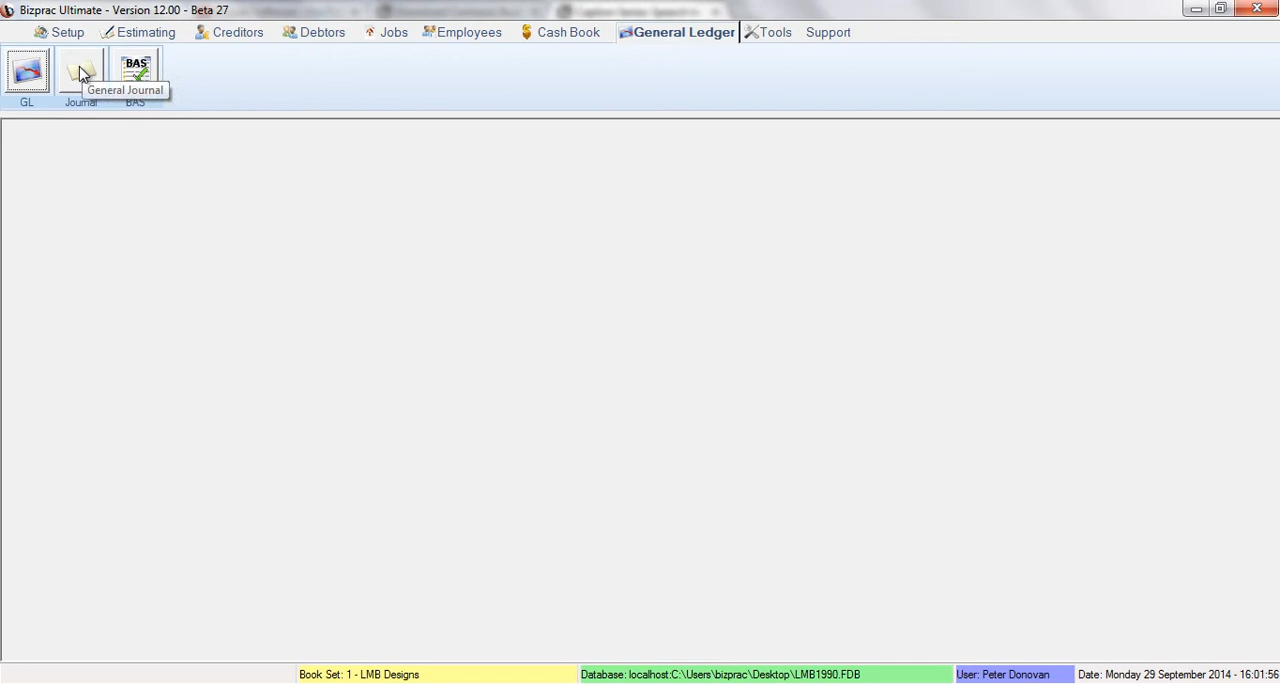 Bizprac Ultimate - Version 12.00 - Beta 27
Setup Estimating Creditors Debtors Jobs Employees Cash Book General Ledger Tools Support
BAS
General Journal
GL Journal BAS
Book Set: 1 - LMB Designs Database: localhost:C:\Users\bizprac\Desktop\LMB1990.FDB User: Peter Donovan Date: Monday 29 September 2014 - 16:01:56